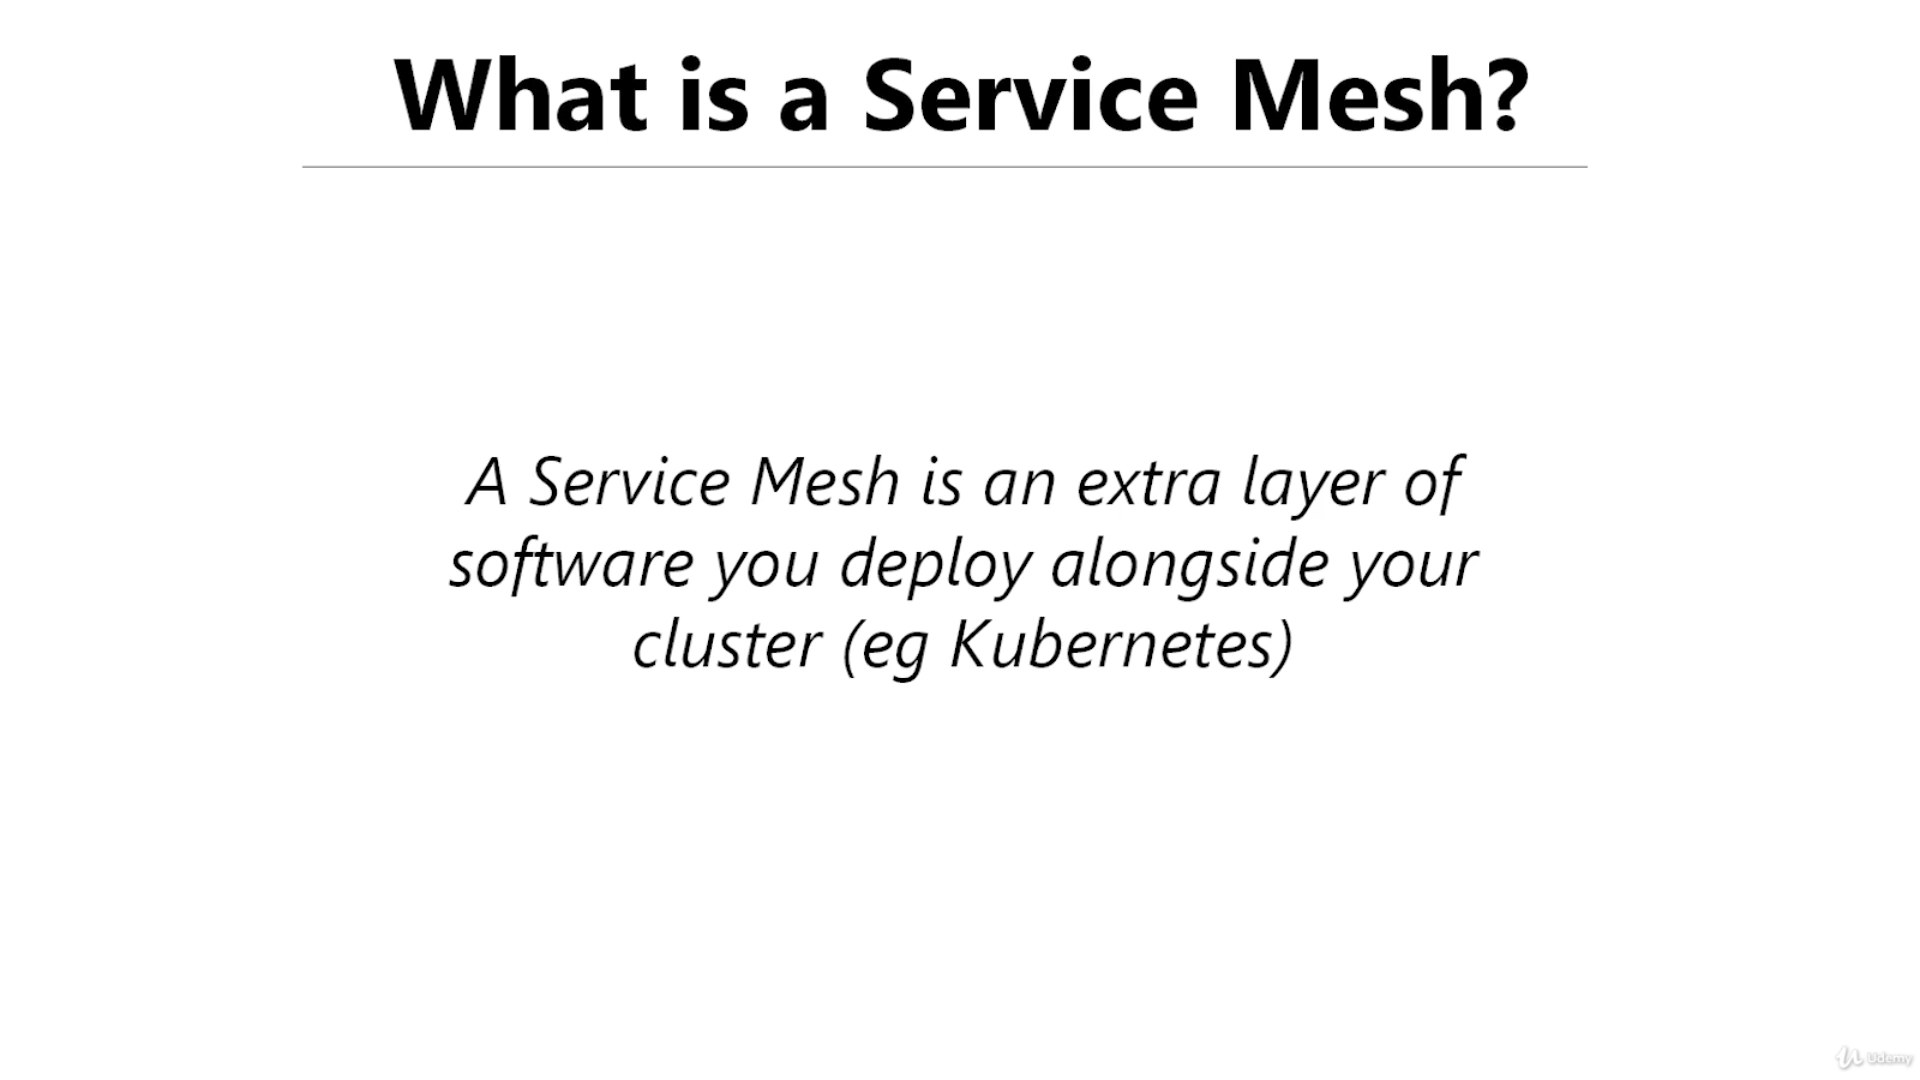 What is a Service Mesh?
A Service Mesh is an extra layer of
software you deploy alongside your
cluster (eg Kubernetes)
Udemy